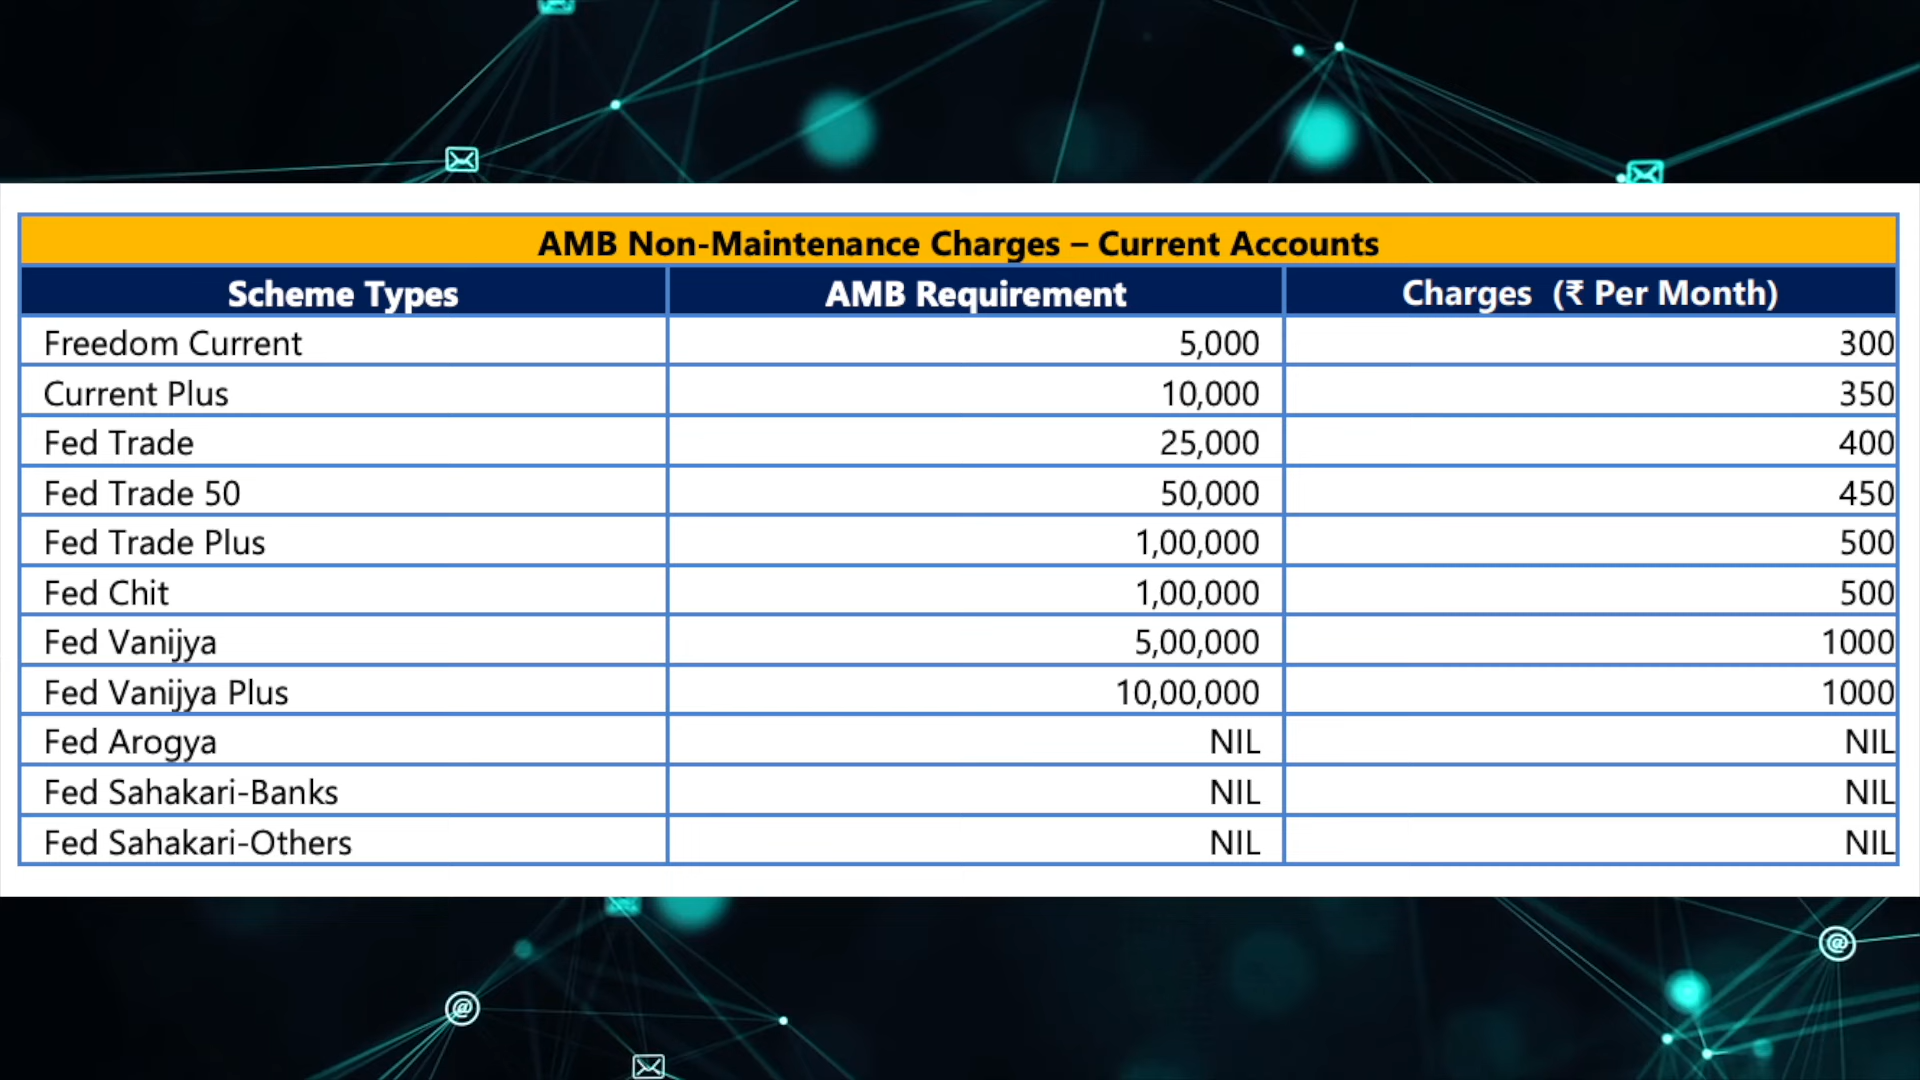 AMB Non-Maintenance Charges – Current Accounts
Scheme Types AMB Requirement Charges (₹ Per Month)
Freedom Current 5,000 300
Current Plus 10,000 350
Fed Trade 25,000 400
Fed Trade 50 50,000 450
Fed Trade Plus 1,00,000 500
Fed Chit 1,00,000 500
Fed Vanijya 5,00,000 1000
Fed Vanijya Plus 10,00,000 1000
Fed Arogya NIL NIL
Fed Sahakari-Banks NIL NIL
Fed Sahakari-Others NIL NIL